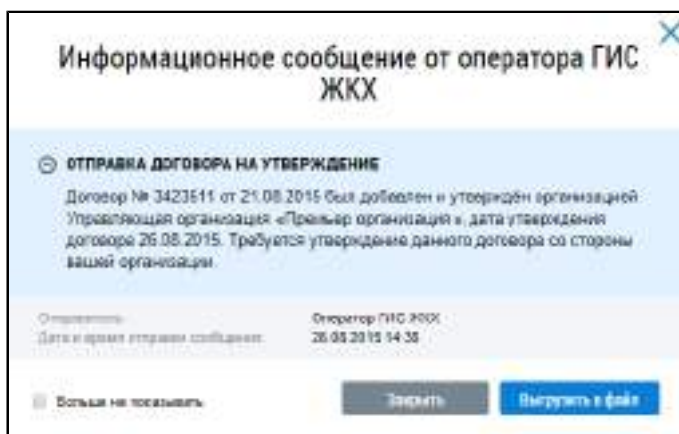 Информационное сообщение от оператора ГИС
ЖКХ
ОТПРАВКА ДОГОВОРА НА УТВЕРЖДЕНИЕ
Договор № 3423511 от 21.08.2015 был добавлен и утверждён организацией
Управляющая организация «Премьер организация», дата утверждения
договора 26.08.2015. Требуется утверждение данного договора со стороны
вашей организации.
Отправитель: Оператор ГИС ЖКХ
Дата и время отправки сообщения: 26.08.2015 14:38
Больше не показывать
Закрыть
Выгрузить в файл